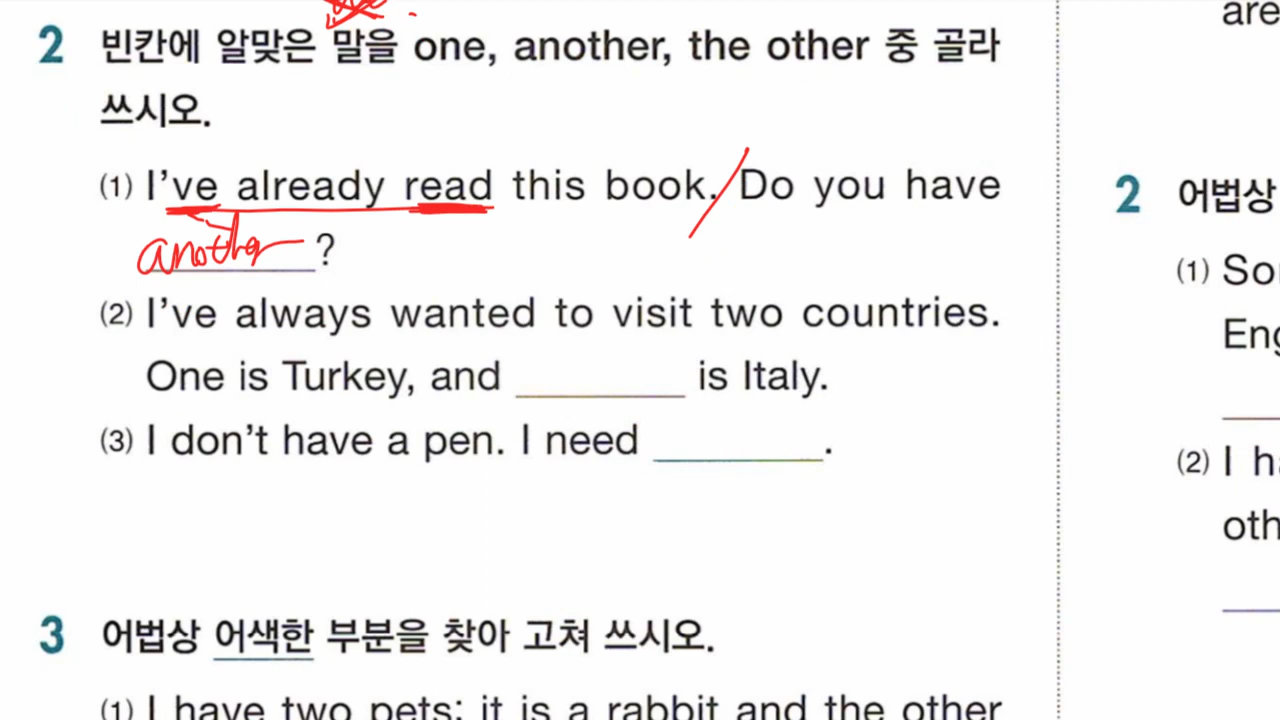 are
2 빈칸에 알맞은 말을 one, another, the other 중 골라
쓰시오.
(1) I've already read this book. Do you have
another ?
(2) I've always wanted to visit two countries.
One is Turkey, and ________ is Italy.
(3) I don't have a pen. I need ________.
3 어법상 어색한 부분을 찾아 고쳐 쓰시오.
(1) I have two pets; it is a rabbit and the other
2 어법상
(1) So
Eng
(2) I ha
oth